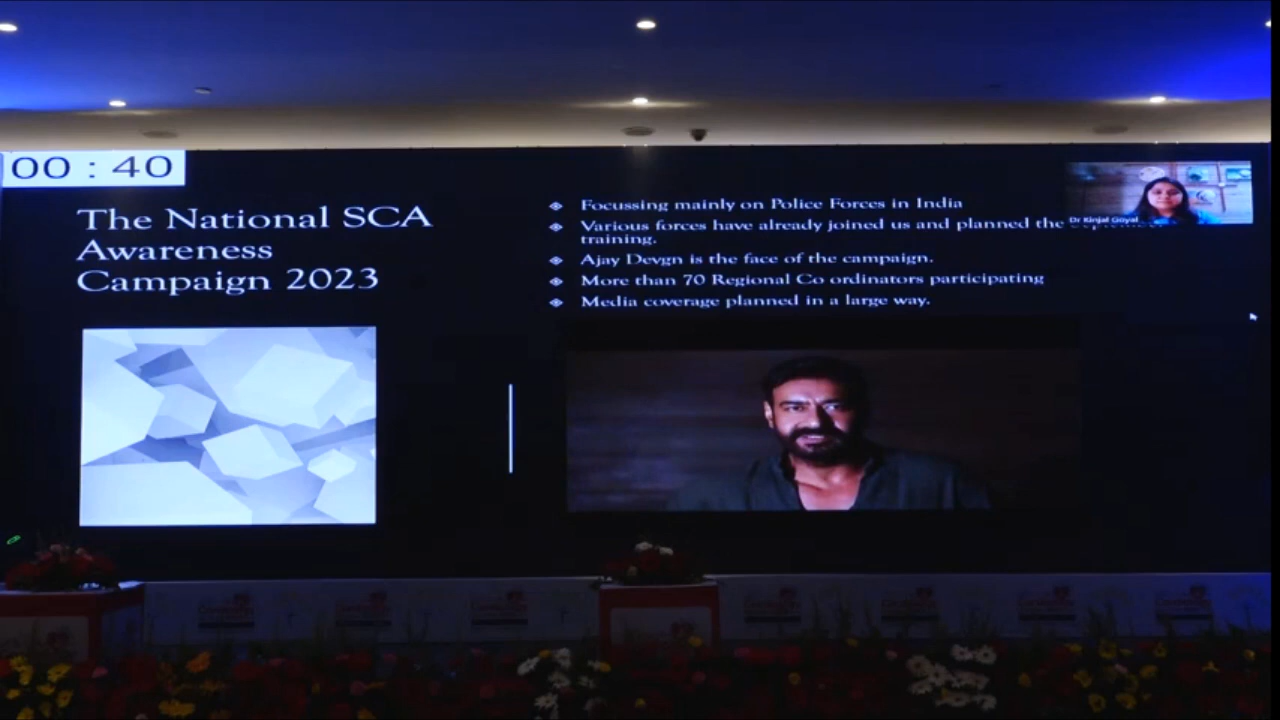 00 : 40
The National SCA
Awareness
Campaign 2023
Focussing mainly on Police Forces in India
Various forces have already joined us and planned the
training.
Ajay Devgn is the face of the campaign.
More than 70 Regional Co ordinators participating
Media coverage planned in a large way.
Dr Kinjal Goyal